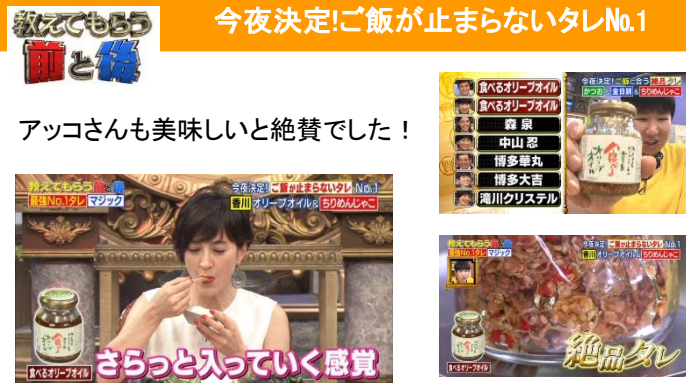 教えてもらう
前と後
今夜決定!ご飯が止まらないタレ№1
アッコさんも美味しいと絶賛でした！
教えてもらう前と後
最強No.1タレ マジック
今夜決定! ご飯が止まらないタレ No.1
香川 オリーブオイル& ちりめんじゃこ
食べるオリーブオイル
さらっと入っていく感覚
今夜決定!ご飯に合う絶品タレ
かつお& 金目鯛 &ちりめんじゃこ
食べるオリーブオイル
食べるオリーブオイル
森 泉
中山 忍
博多華丸
博多大吉
滝川クリステル
教えてもらう前と後
最強No.1タレ マジック
今夜決定! ご飯が止まらないタレ No.1
香川 オリーブオイル& ちりめんじゃこ
食べるオリーブオイル
絶品タレ